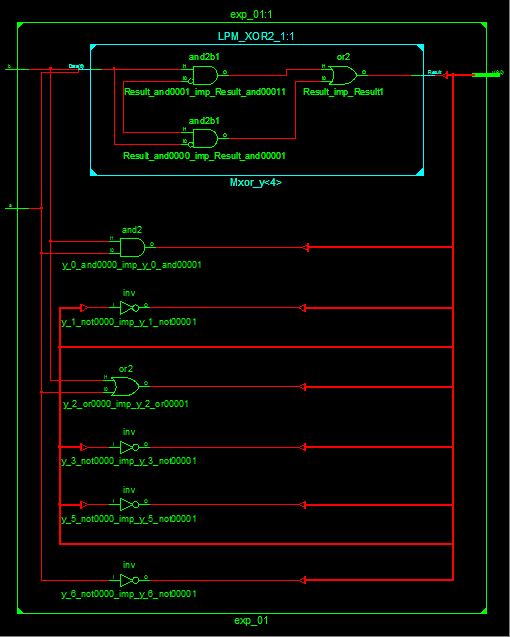 exp_01:1
LPM_XOR2_1:1
and2b1
or2
b
Data(0)
I1
I0
O
I1
I0
O
Result
Result_and0001_imp_Result_and00011
Result_imp_Result1
and2b1
I1
I0
O
Result_and0000_imp_Result_and00001
Mxor_y<4>
a
and2
I1
I0
O
y_0_and0000_imp_y_0_and00001
inv
I
O
y_1_not0000_imp_y_1_not00001
or2
I1
I0
O
y_2_or0000_imp_y_2_or00001
inv
I
O
y_3_not0000_imp_y_3_not00001
inv
I
O
y_5_not0000_imp_y_5_not00001
inv
I
O
y_6_not0000_imp_y_6_not00001
exp_01